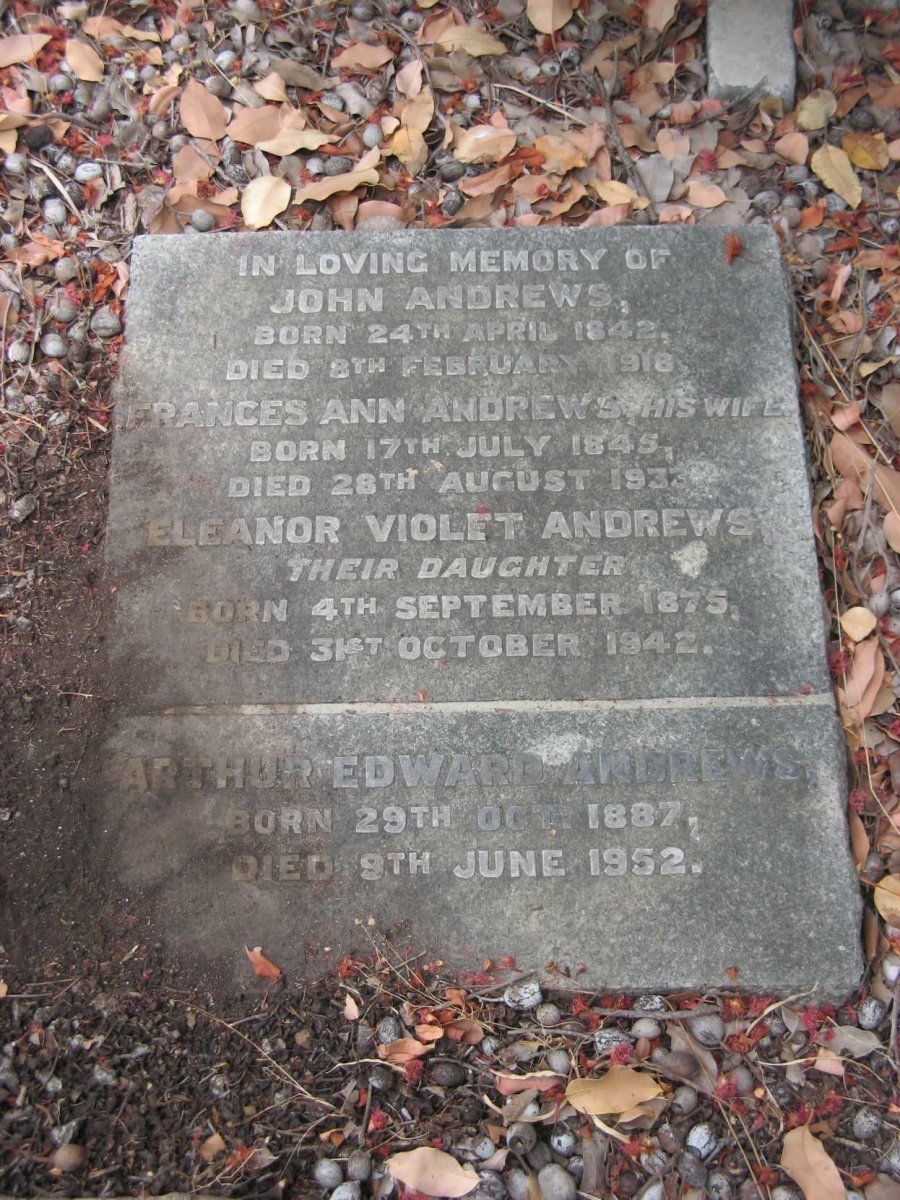 IN LOVING MEMORY OF
JOHN ANDREWS,
BORN 24TH APRIL 1842,
DIED 8TH FEBRUARY 1918.
FRANCES ANN ANDREWS, HIS WIFE
BORN 17TH JULY 1845,
DIED 28TH AUGUST 1933
ELEANOR VIOLET ANDREWS,
THEIR DAUGHTER
BORN 4TH SEPTEMBER 1875,
DIED 31ST OCTOBER 1942.
ARTHUR EDWARD ANDREWS,
BORN 29TH OCT. 1887,
DIED 9TH JUNE 1952.